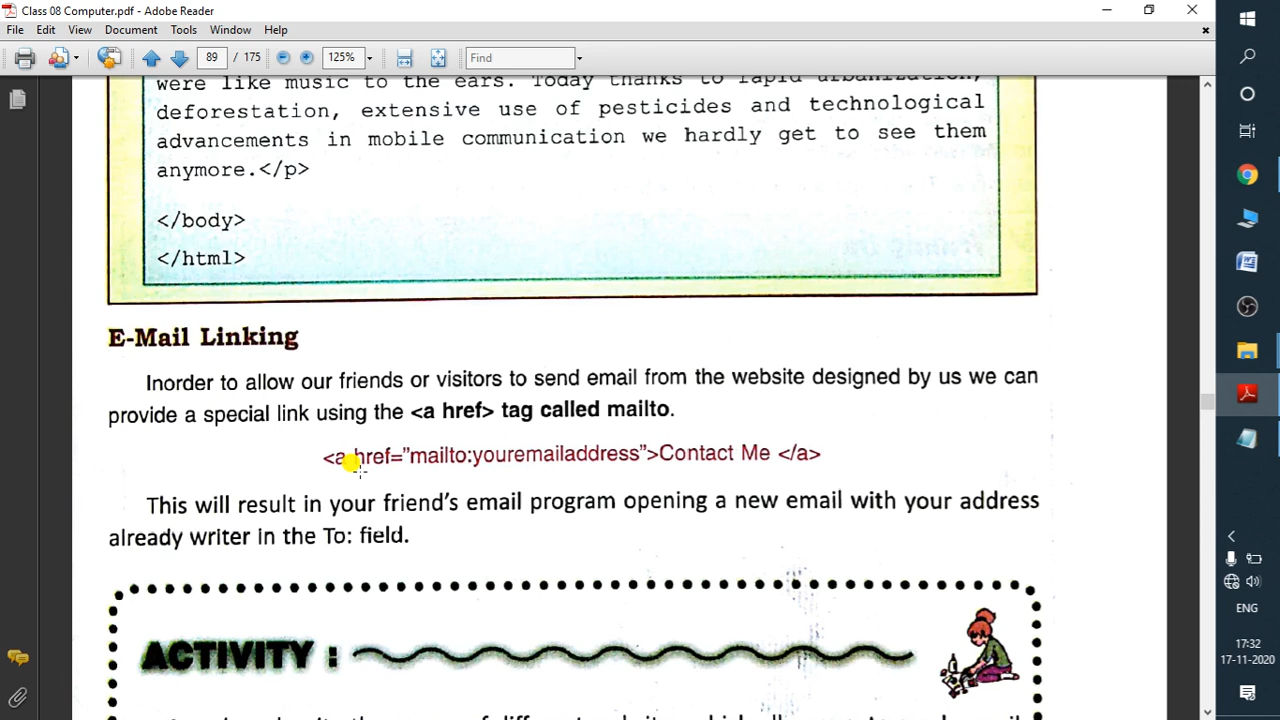 Class 08 Computer.pdf - Adobe Reader
File Edit View Document Tools Window Help
89 / 175 125% Find
were like music to the ears. Today thanks to rapid urbanization,
deforestation, extensive use of pesticides and technological
advancements in mobile communication we hardly get to see them
anymore.</p>
</body>
</html>
E-Mail Linking
Inorder to allow our friends or visitors to send email from the website designed by us we can
provide a special link using the <a href> tag called mailto.
<a href="mailto:youremailaddress">Contact Me </a>
This will result in your friend's email program opening a new email with your address
already writer in the To: field.
ACTIVITY :
ENG
17:32
17-11-2020